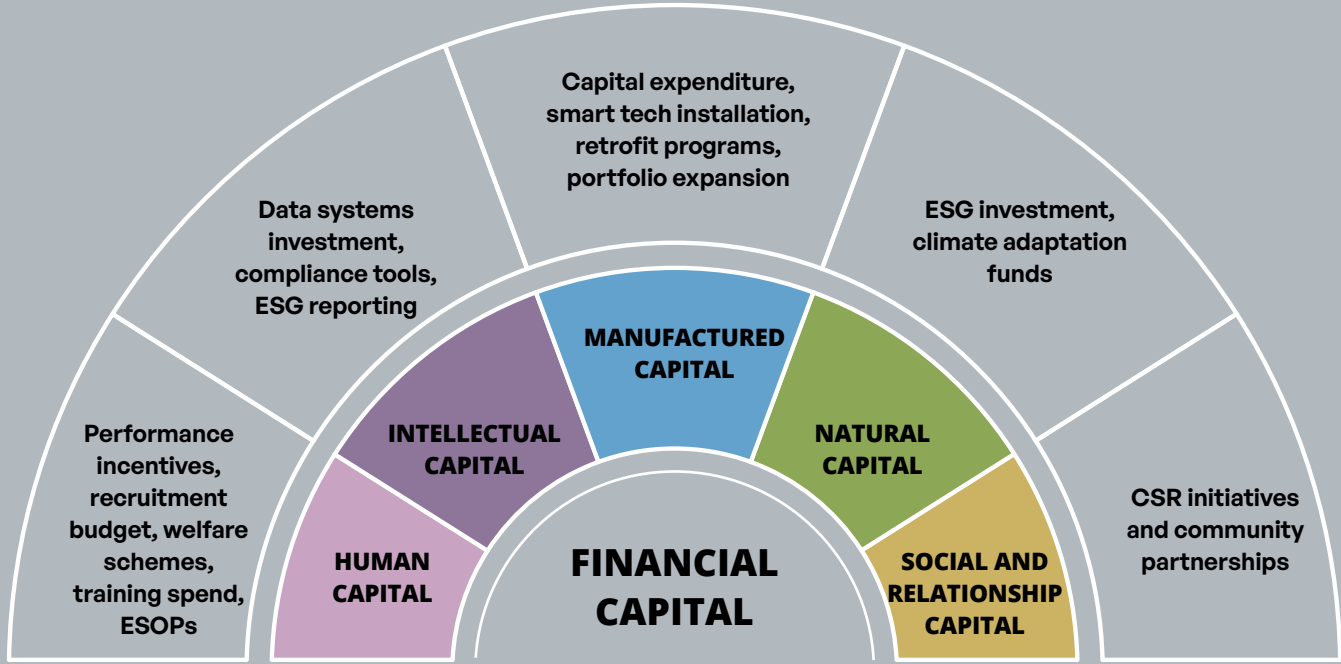 Capital expenditure,
smart tech installation,
retrofit programs,
portfolio expansion
Data systems
investment,
compliance tools,
ESG reporting
ESG investment,
climate adaptation
funds
Performance
incentives,
recruitment
budget, welfare
schemes,
training spend,
ESOPs
CSR initiatives
and community
partnerships
MANUFACTURED
CAPITAL
INTELLECTUAL
CAPITAL
NATURAL
CAPITAL
HUMAN
CAPITAL
SOCIAL AND
RELATIONSHIP
CAPITAL
FINANCIAL
CAPITAL